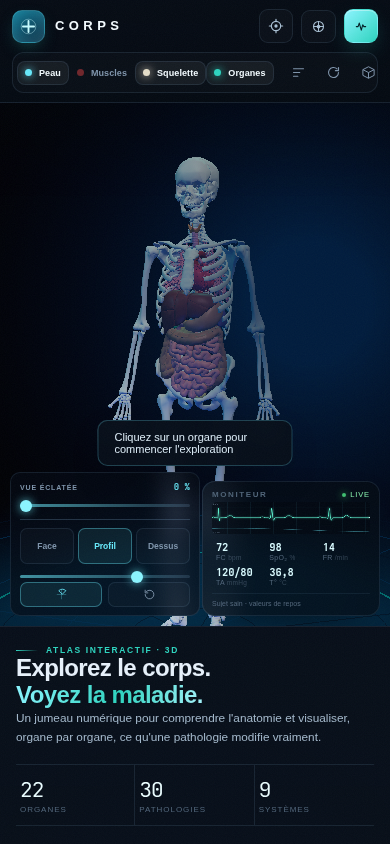 CORPS
Peau Muscles Squelette Organes
Cliquez sur un organe pour
commencer l'exploration
VUE ÉCLATÉE 0 %
Face Profil Dessus
MONITEUR LIVE
72 98 14
FC bpm SpO₂ % FR /min
120/80 36,8
TA mmHg T° °C
Sujet sain · valeurs de repos
ATLAS INTERACTIF · 3D
Explorez le corps.
Voyez la maladie.
Un jumeau numérique pour comprendre l'anatomie et visualiser,
organe par organe, ce qu'une pathologie modifie vraiment.
22 30 9
ORGANES PATHOLOGIES SYSTÈMES